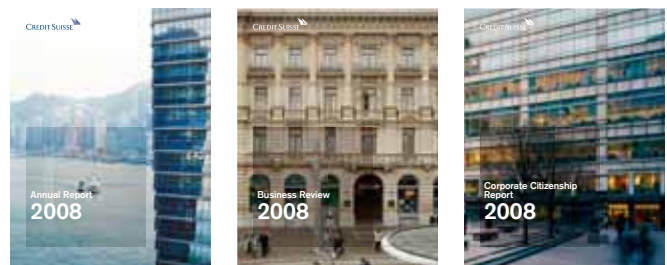 CREDIT SUISSE
Annual Report
2008
CREDIT SUISSE
Business Review
2008
CREDIT SUISSE
Corporate Citizenship
Report
2008